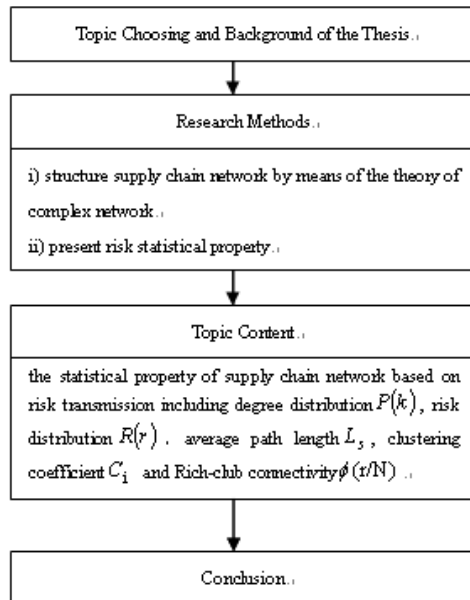 Topic Choosing and Background of the Thesis.
Research Methods.
i) structure supply chain network by means of the theory of
complex network.
ii) present risk statistical property.
Topic Content.
the statistical property of supply chain network based on
risk transmission including degree distribution P(k), risk
distribution R(r). average path length Ls, clustering
coefficient Ci and Rich-club connectivity ϕ(r/N).
Conclusion.